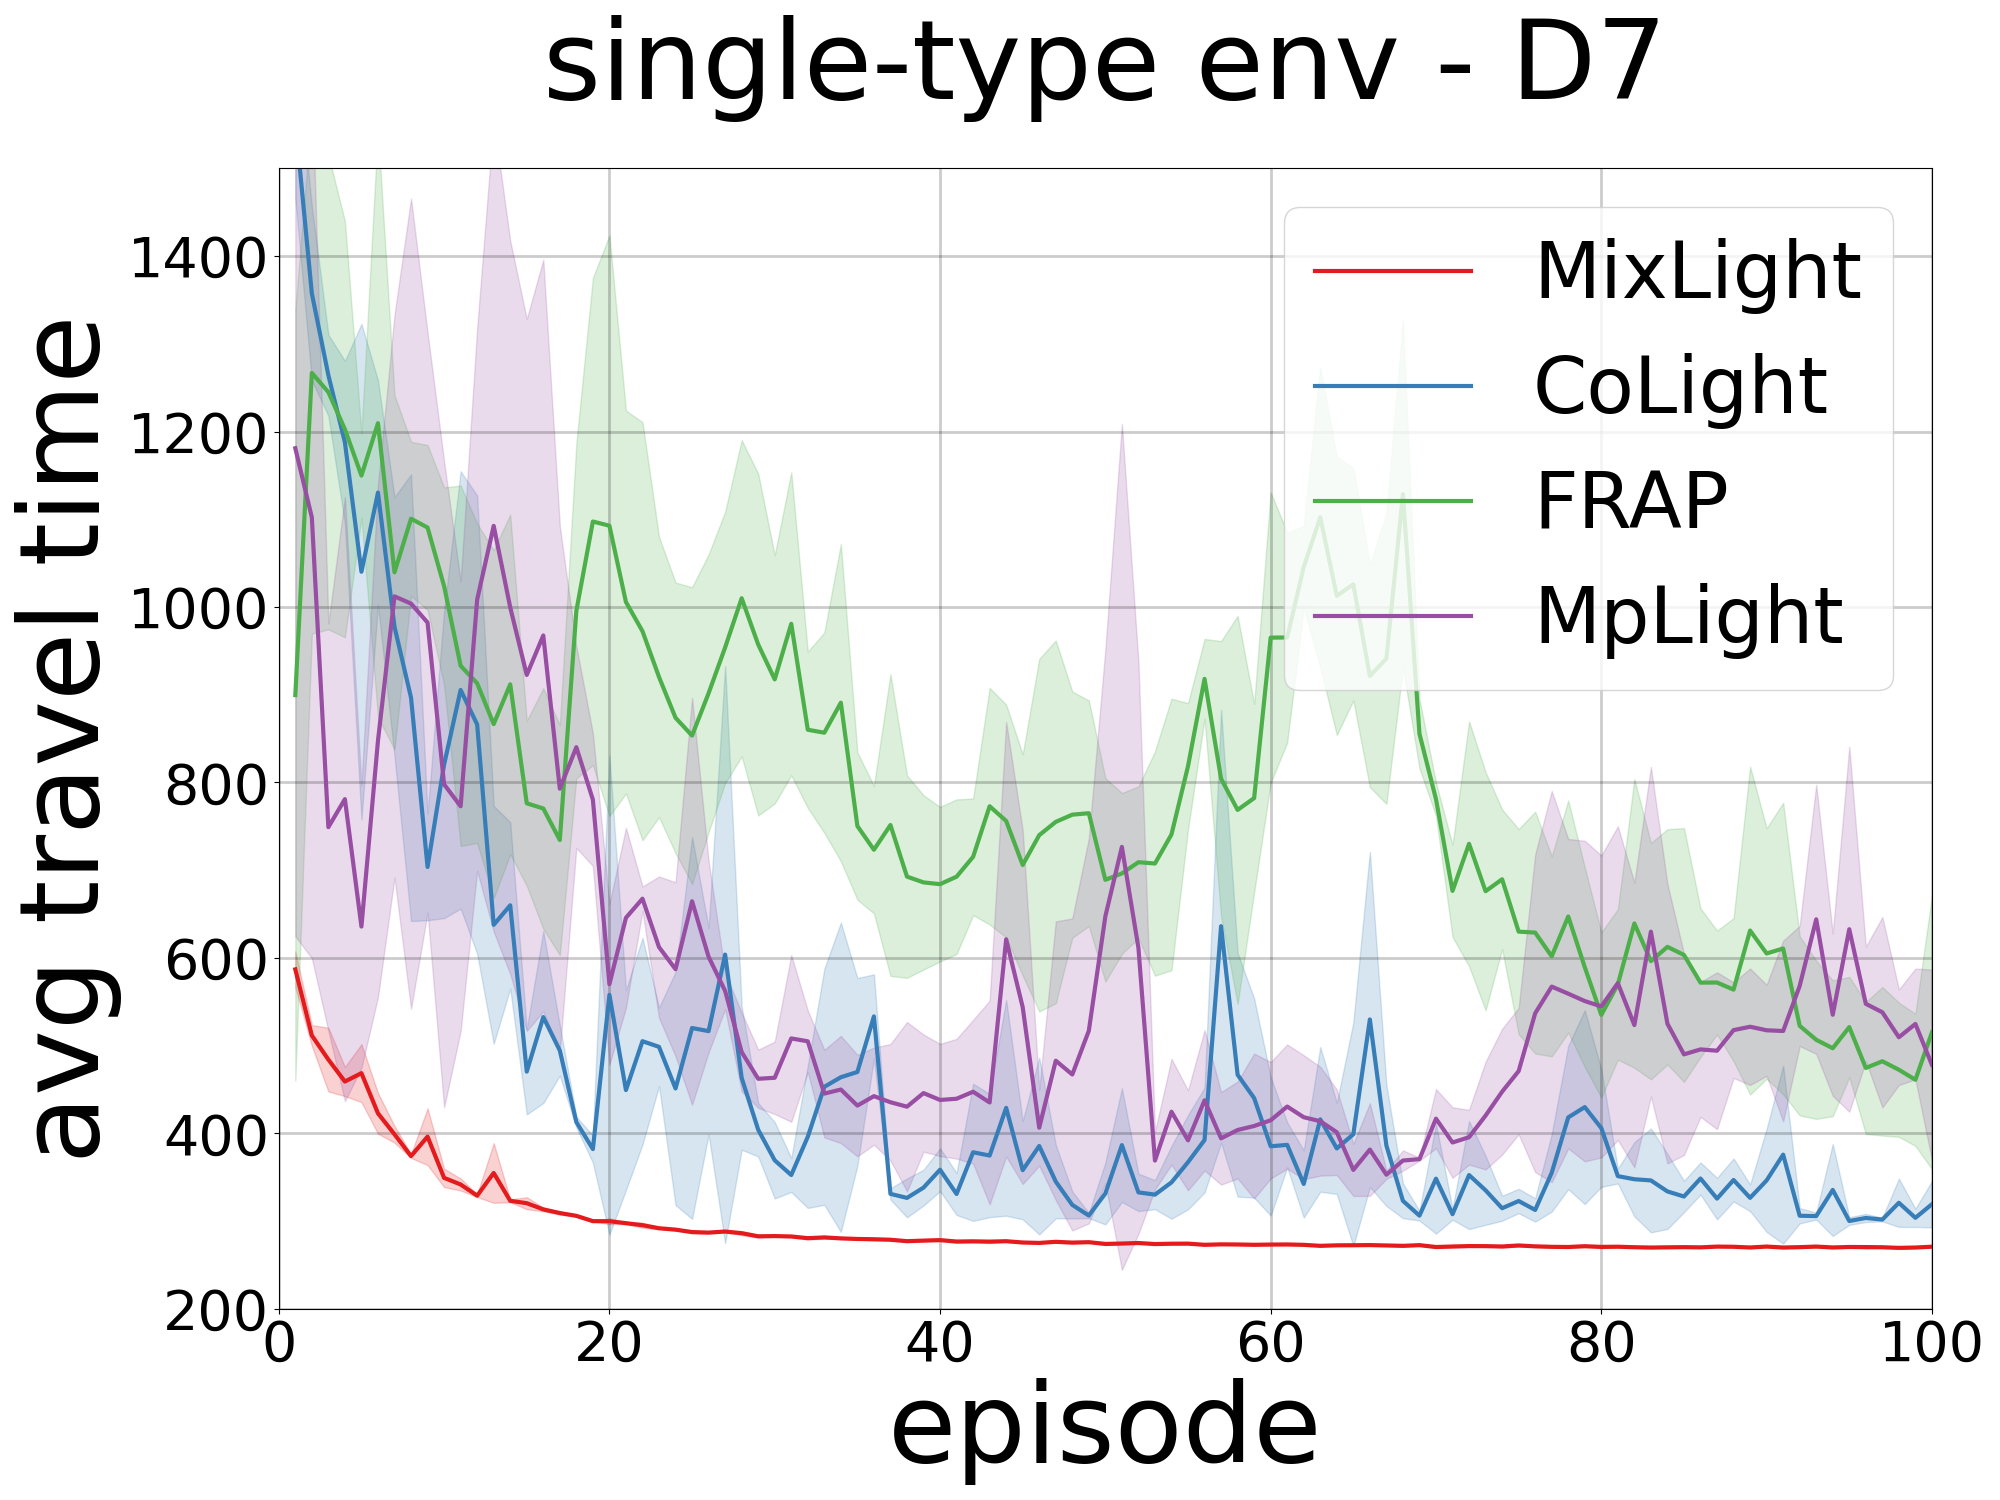 single-type env - D7
avg travel time
1400
1200
1000
800
600
400
200
MixLight
CoLight
FRAP
MpLight
0 20 40 60 80 100
episode